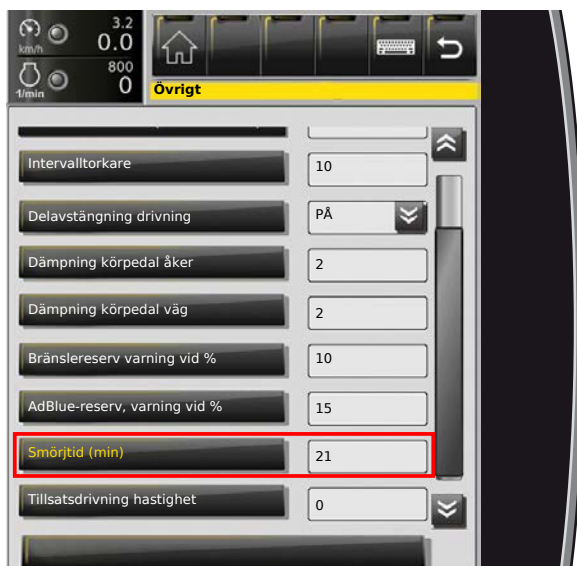 3.2
km/h 0.0
800
1/min 0
Övrigt
Intervalltorkare 10
Delavstängning drivning PÅ
Dämpning körpedal åker 2
Dämpning körpedal väg 2
Bränslereserv varning vid % 10
AdBlue-reserv, varning vid % 15
Smörjtid (min) 21
Tillsatsdrivning hastighet 0